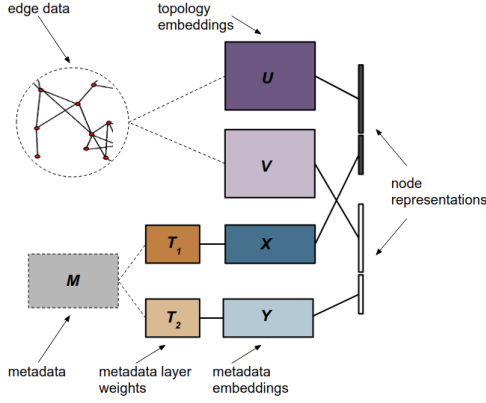 edge data
topology
embeddings
U
V
node
representations
T1
X
M
T2
Y
metadata
metadata layer
weights
metadata
embeddings